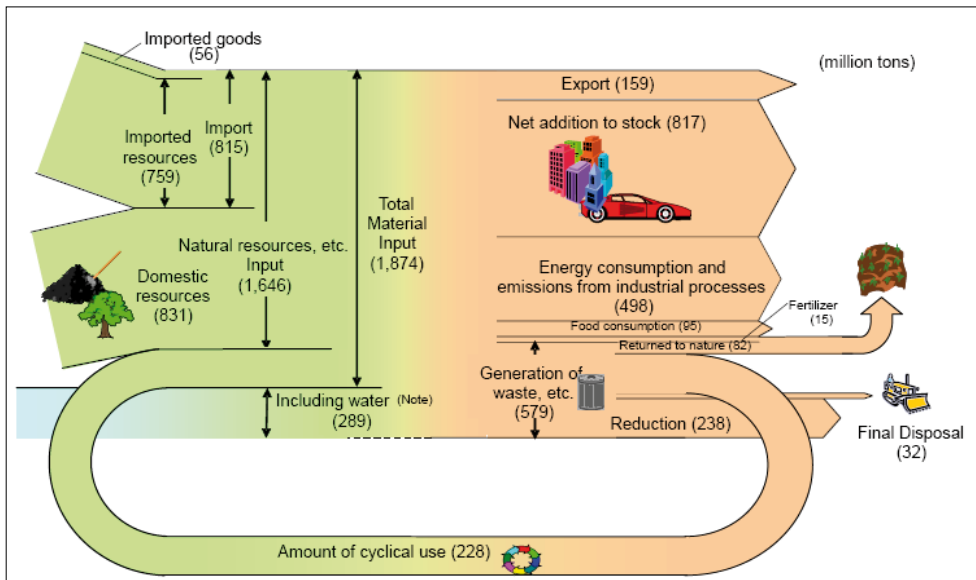 Imported goods
(56)
(million tons)
Export (159)
Net addition to stock (817)
Import
(815)
Imported
resources
(759)
Total
Material
Input
(1,874)
Natural resources, etc.
Input
(1,646)
Domestic
resources
(831)
Energy consumption and
emissions from industrial processes
(498)
Fertilizer
(15)
Food consumption (95)
Returned to nature (82)
Generation of
waste, etc.
(579)
Including water (Note)
(289)
Reduction (238)
Final Disposal
(32)
Amount of cyclical use (228)